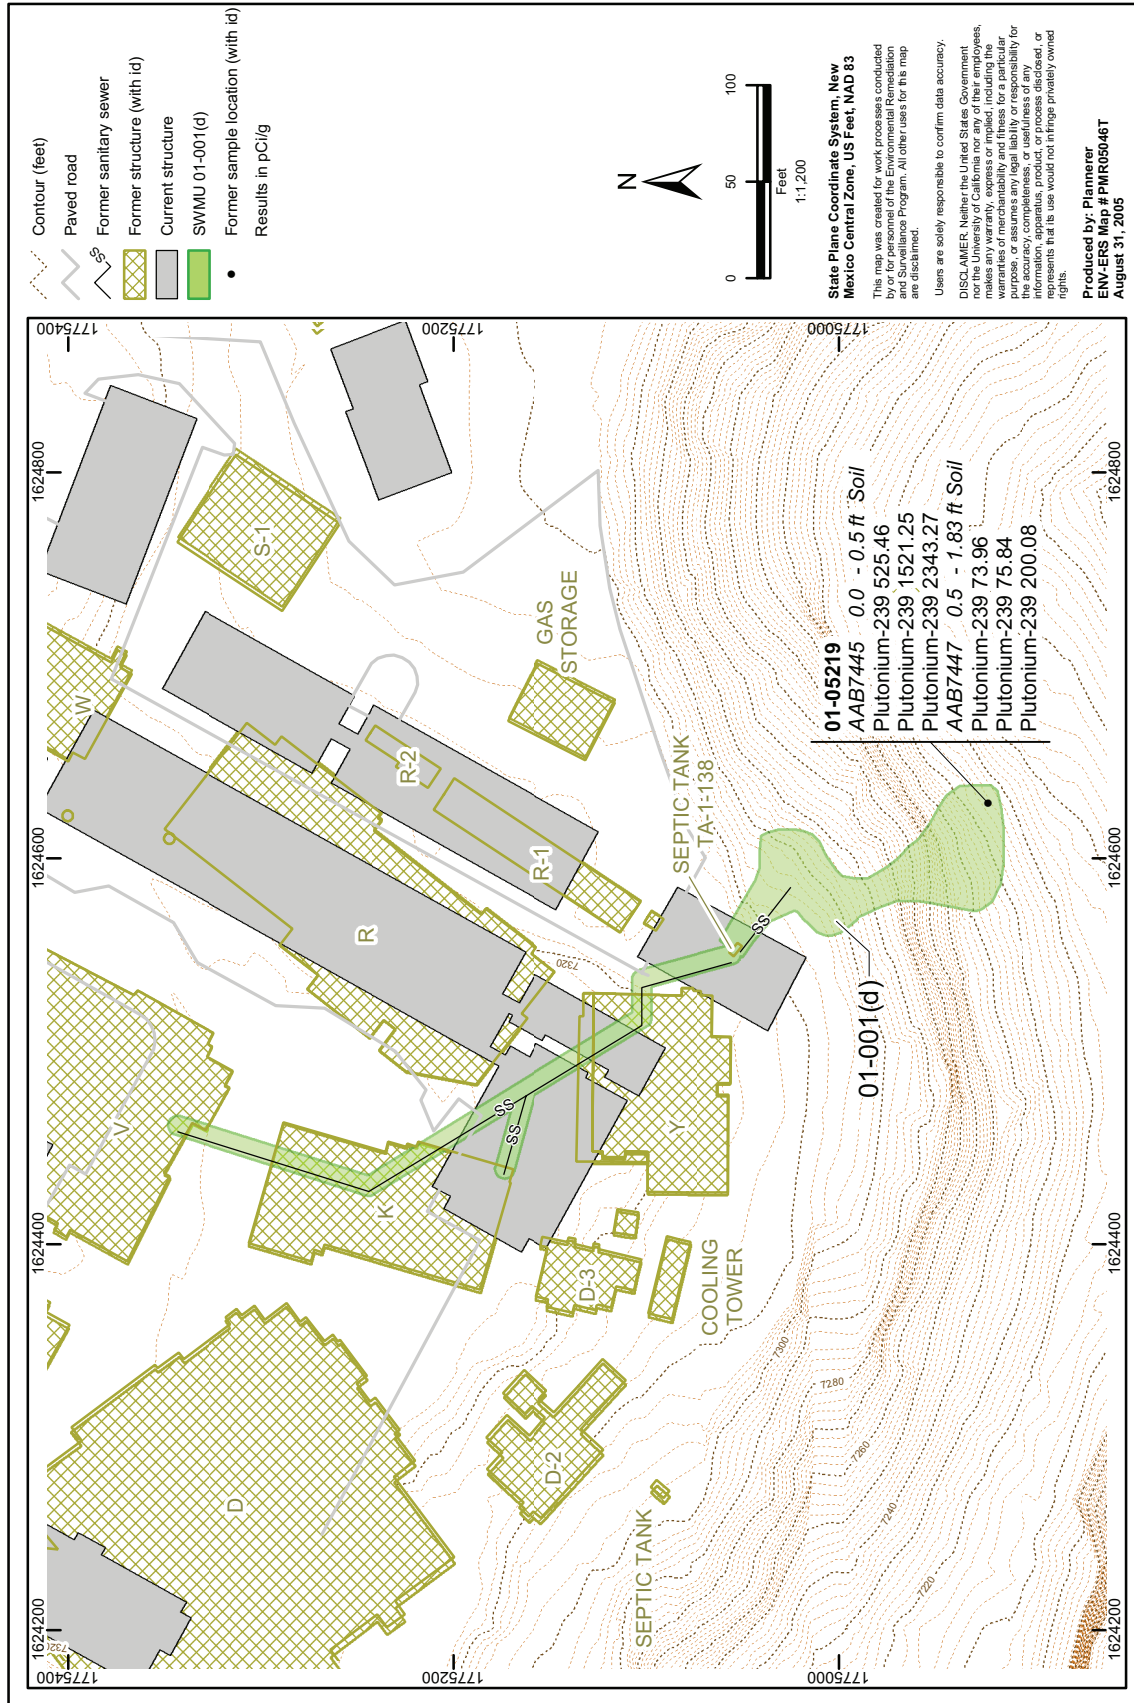 Contour (feet)
Paved road
SS
Former sanitary sewer
Former structure (with id)
Current structure
SWMU 01-001(d)
Former sample location (with id)
Results in pCi/g
N
0
50
100
Feet
1:1,200
State Plane Coordinate System, New
Mexico Central Zone, US Feet, NAD 83
This map was created for work processes conducted
by or for personnel of the Environmental Remediation
and Surveillance Program. All other uses for this map
are disclaimed.
Users are solely responsible to confirm data accuracy.
DISCLAIMER: Neither the United States Government
nor the University of California nor any of their employees,
makes any warranty, express or implied, including the
warranties of merchantability and fitness for a particular
purpose, or assumes any legal liability or responsibility for
the accuracy, completeness, or usefulness of any
information, apparatus, product, or process disclosed, or
represents that its use would not infringe privately owned
rights.
Produced by: Plannerer
ENV-ERS Map # PMR05046T
August 31, 2005
1624200
1624400
1624600
1624800
1775400
1775400
1775200
1775200
1775000
1775000
1624200
1624400
1624600
1624800
7320
D
V
W
S-1
K
R
R-2
R-1
GAS
STORAGE
SS
SS
7320
D-2
D-3
Y
COOLING
TOWER
SEPTIC TANK
SEPTIC TANK
TA-1-138
SS
7300
7280
7260
7240
7220
01-001(d)
01-05219
AAB7445 0.0 - 0.5 ft Soil
Plutonium-239 525.46
Plutonium-239 1521.25
Plutonium-239 2343.27
AAB7447 0.5 - 1.83 ft Soil
Plutonium-239 73.96
Plutonium-239 75.84
Plutonium-239 200.08